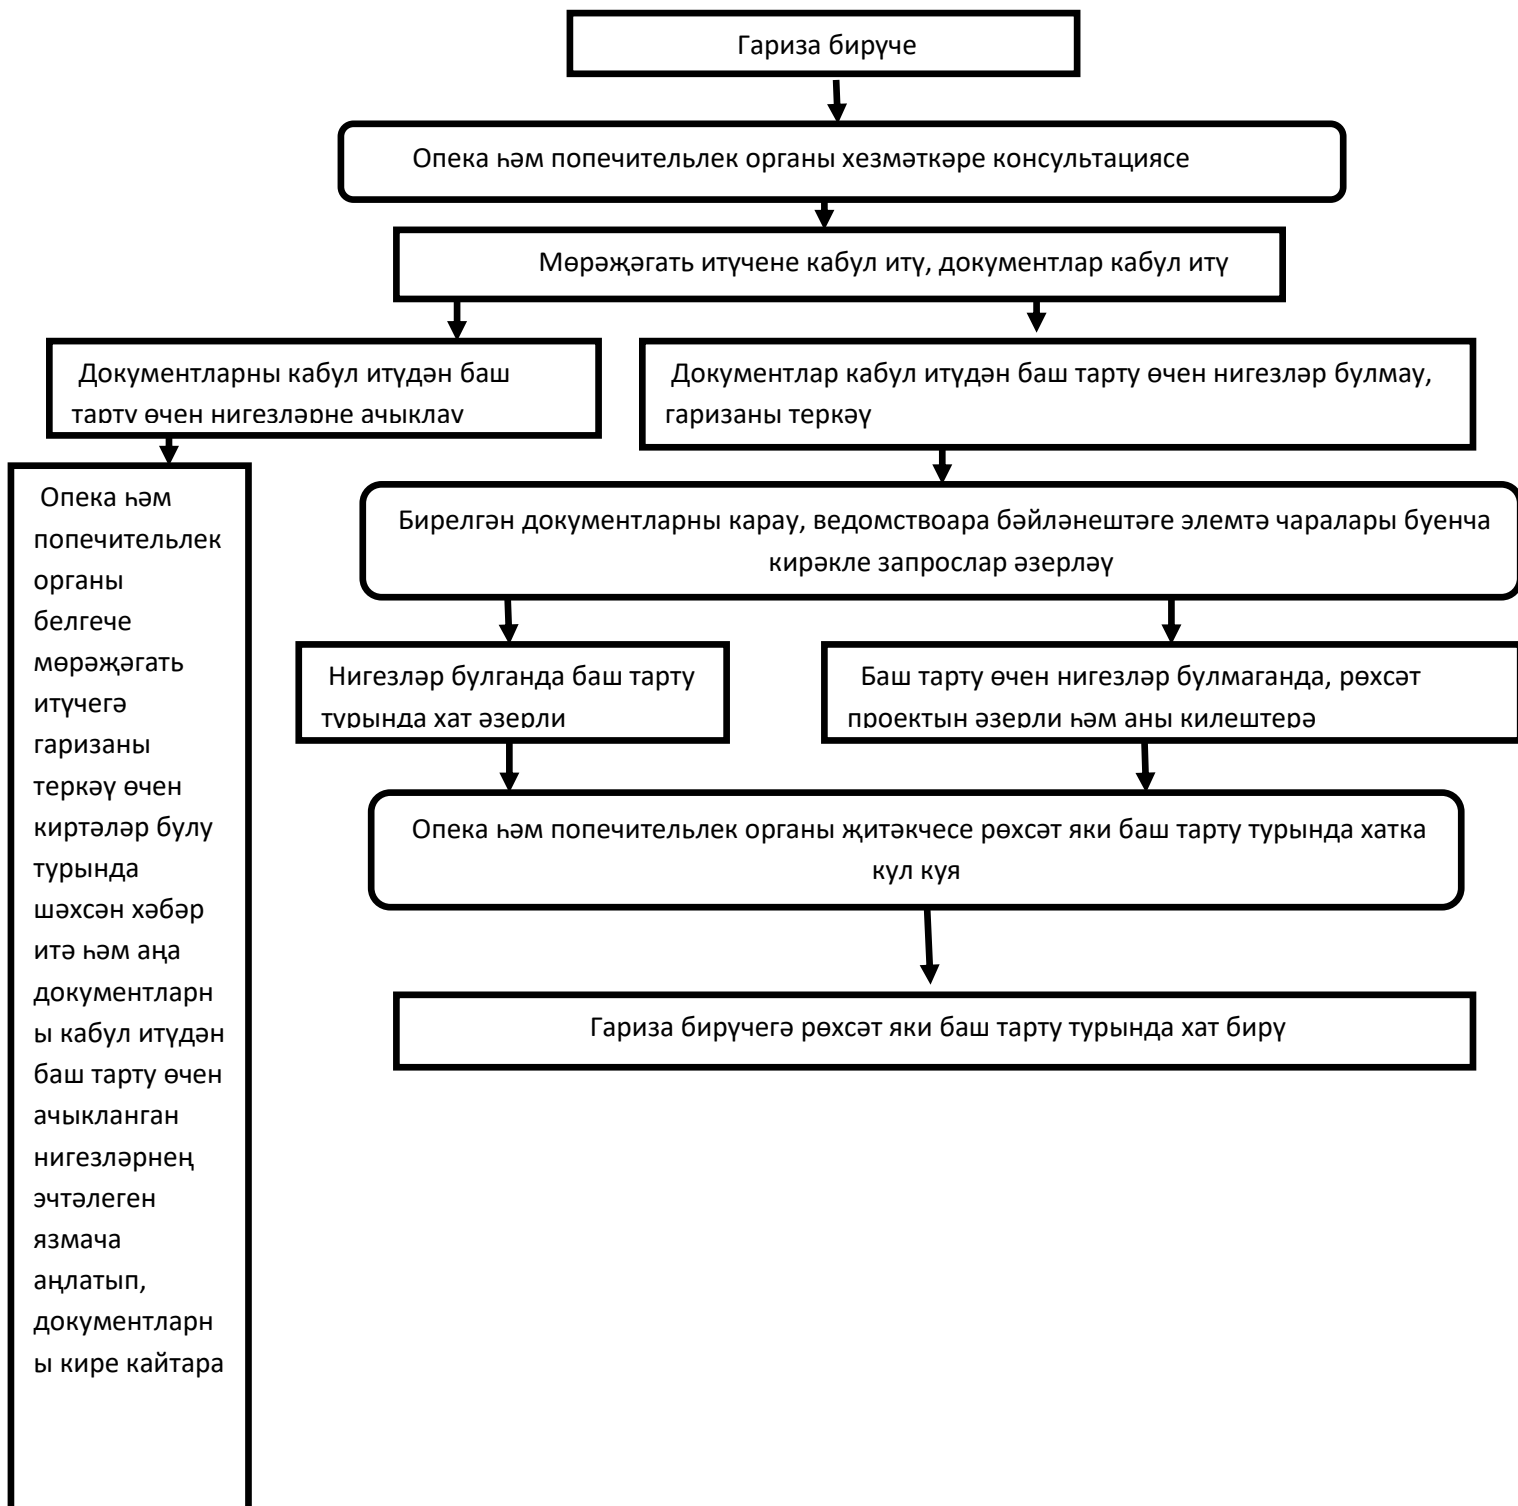 Гариза бирүче
Опека һәм попечительлек органы хезмәткәре консультациясе
Мөрәҗәгать итүчене кабул итү, документлар кабул итү
Документларны кабул итүдән баш
тарту өчен нигезләрне ачыклау
Документлар кабул итүдән баш тарту өчен нигезләр булмау,
гаризаны теркәү
Опека һәм
попечительлек
органы
белгече
мөрәҗәгать
итүчегә
гаризаны
теркәү өчен
киртәләр булу
турында
шәхсән хәбәр
итә һәм аңа
документларн
ы кабул итүдән
баш тарту өчен
ачыкланган
нигезләрнең
эчтәлеген
язмача
аңлатып,
документларн
ы кире кайтара
Бирелгән документларны карау, ведомствоара бәйләнештәге элемтә чаралары буенча
кирәкле запрослар әзерләү
Нигезләр булганда баш тарту
турында хат әзерли
Баш тарту өчен нигезләр булмаганда, рөхсәт
проектын әзерли һәм аны килештерә
Опека һәм попечительлек органы җитәкчесе рөхсәт яки баш тарту турында хатка
кул куя
Гариза бирүчегә рөхсәт яки баш тарту турында хат бирү